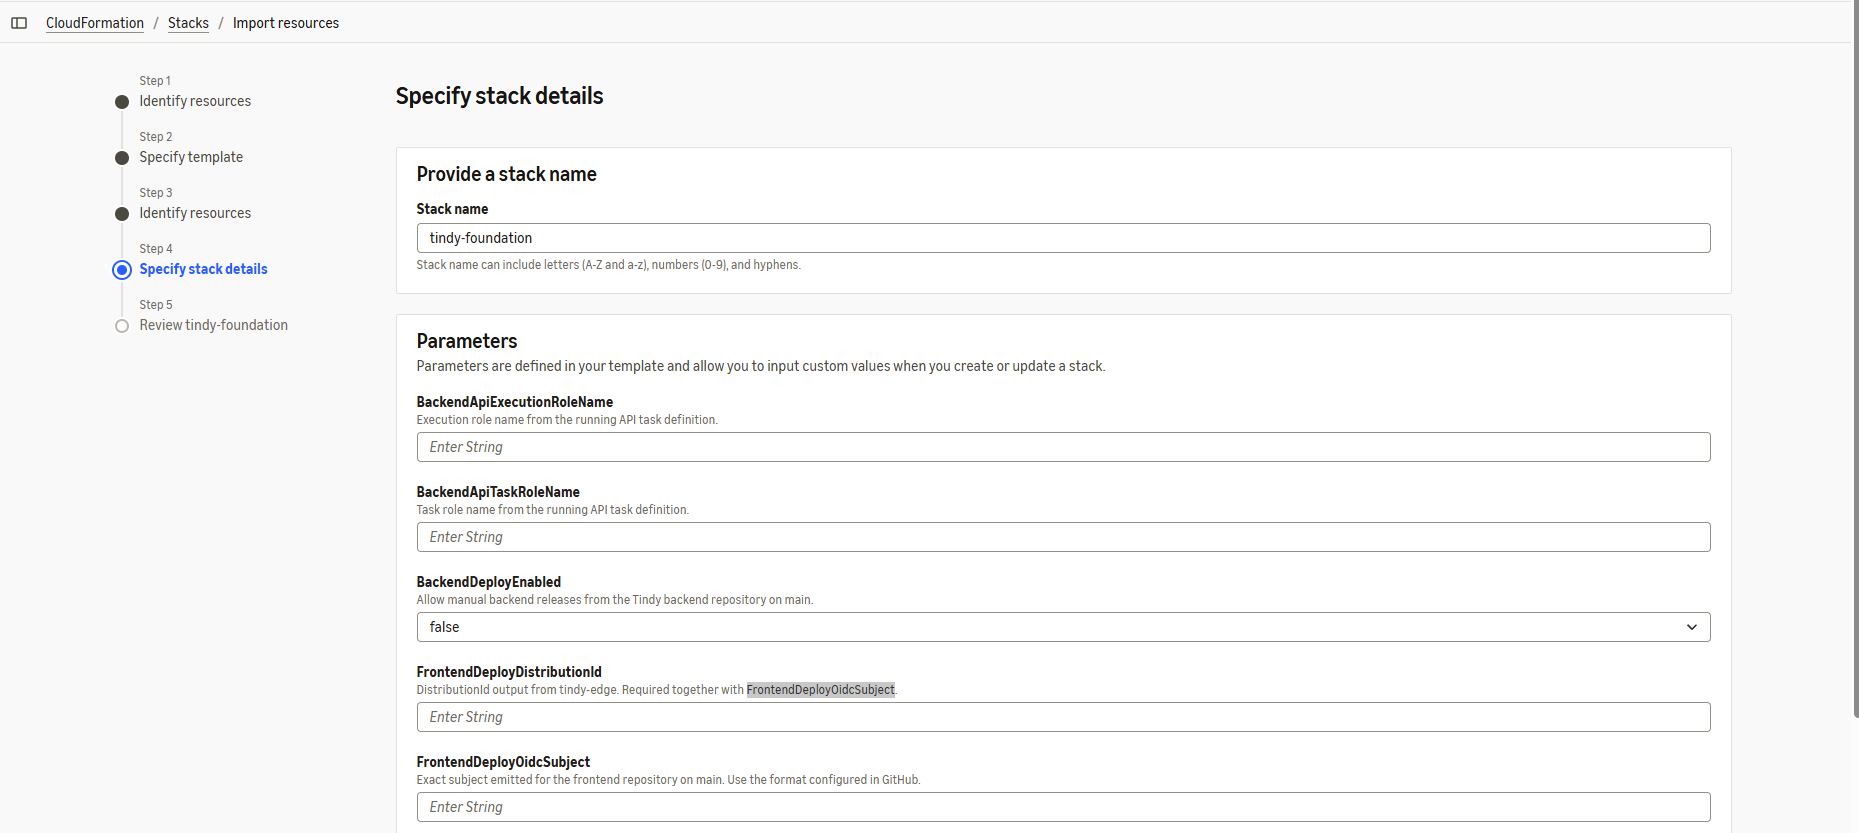 CloudFormation / Stacks / Import resources
Step 1
Identify resources
Step 2
Specify template
Step 3
Identify resources
Step 4
Specify stack details
Step 5
Review tindy-foundation
Specify stack details
Provide a stack name
Stack name
tindy-foundation
Stack name can include letters (A-Z and a-z), numbers (0-9), and hyphens.
Parameters
Parameters are defined in your template and allow you to input custom values when you create or update a stack.
BackendApiExecutionRoleName
Execution role name from the running API task definition.
Enter String
BackendApiTaskRoleName
Task role name from the running API task definition.
Enter String
BackendDeployEnabled
Allow manual backend releases from the Tindy backend repository on main.
false
FrontendDeployDistributionId
DistributionId output from tindy-edge. Required together with FrontendDeployOidcSubject.
Enter String
FrontendDeployOidcSubject
Exact subject emitted for the frontend repository on main. Use the format configured in GitHub.
Enter String